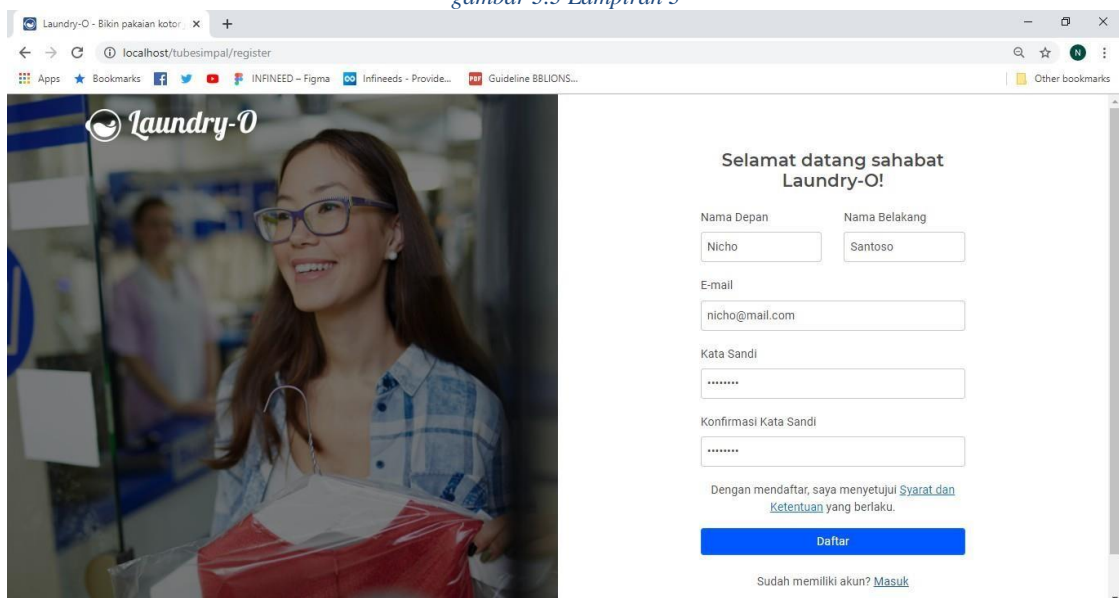 gambar 3.3 Lampiran 3
Laundry-O - Bikin pakaian kotor
localhost/tubesimpal/register
N
Apps Bookmarks INFINEED – Figma Infineeds - Provide... Guideline BBLIONS... Other bookmarks
Laundry-O
Selamat datang sahabat
Laundry-O!
Nama Depan Nama Belakang
Nicho Santoso
E-mail
nicho@mail.com
Kata Sandi
••••••••
Konfirmasi Kata Sandi
••••••••
Dengan mendaftar, saya menyetujui Syarat dan
Ketentuan yang berlaku.
Daftar
Sudah memiliki akun? Masuk